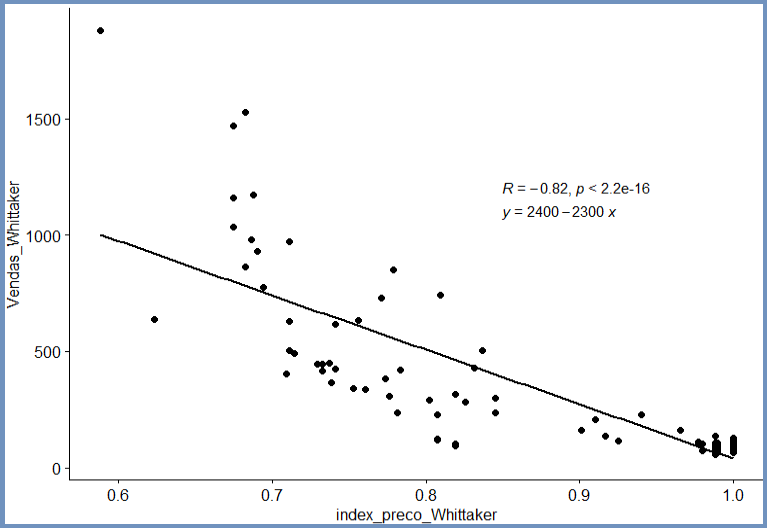 Vendas_Whittaker
1500
1000
500
0
R = −0.82, p < 2.2e-16
y = 2400 − 2300 x
0.6 0.7 0.8 0.9 1.0
index_preco_Whittaker